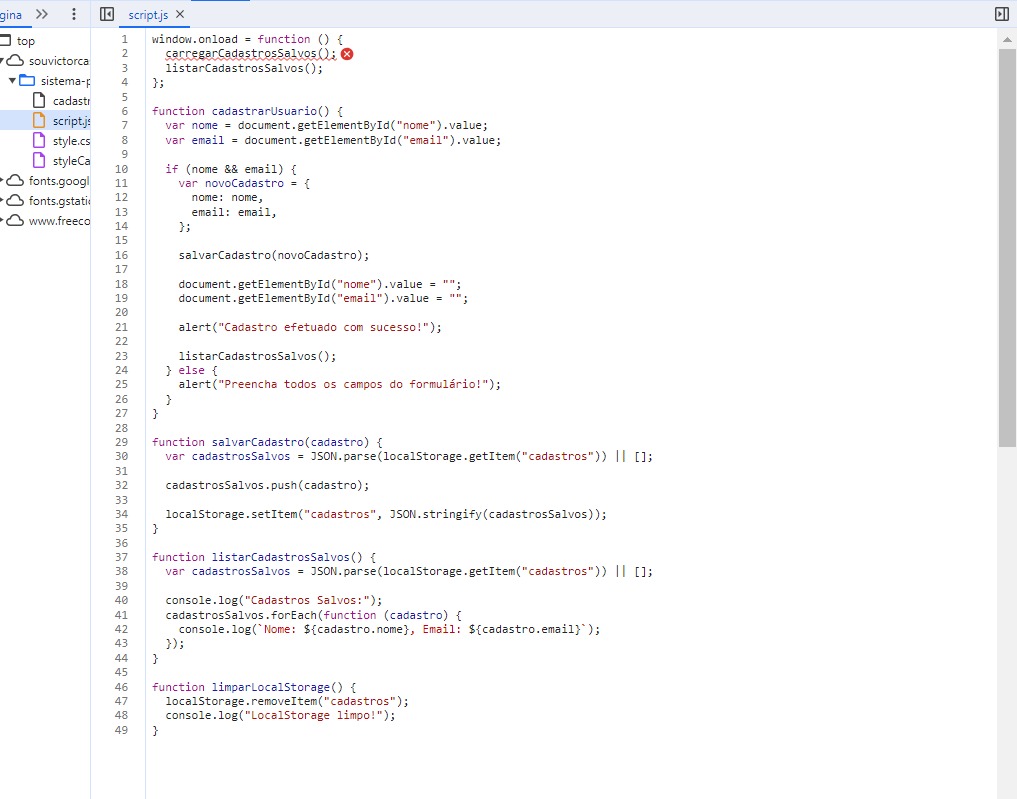 gina
script.js
top
souvictorca
sistema-p
cadastr
script.js
style.cs
styleCa
fonts.googl
fonts.gstatic
www.freeco
1 window.onload = function () {
2 carregarCadastrosSalvos();
3 listarCadastrosSalvos();
4 };
5
6 function cadastrarUsuario() {
7 var nome = document.getElementById("nome").value;
8 var email = document.getElementById("email").value;
9
10 if (nome && email) {
11 var novoCadastro = {
12 nome: nome,
13 email: email,
14 };
15
16 salvarCadastro(novoCadastro);
17
18 document.getElementById("nome").value = "";
19 document.getElementById("email").value = "";
20
21 alert("Cadastro efetuado com sucesso!");
22
23 listarCadastrosSalvos();
24 } else {
25 alert("Preencha todos os campos do formulário!");
26 }
27 }
28
29 function salvarCadastro(cadastro) {
30 var cadastrosSalvos = JSON.parse(localStorage.getItem("cadastros")) || [];
31
32 cadastrosSalvos.push(cadastro);
33
34 localStorage.setItem("cadastros", JSON.stringify(cadastrosSalvos));
35 }
36
37 function listarCadastrosSalvos() {
38 var cadastrosSalvos = JSON.parse(localStorage.getItem("cadastros")) || [];
39
40 console.log("Cadastros Salvos:");
41 cadastrosSalvos.forEach(function (cadastro) {
42 console.log(`Nome: ${cadastro.nome}, Email: ${cadastro.email}`);
43 });
44 }
45
46 function limparLocalStorage() {
47 localStorage.removeItem("cadastros");
48 console.log("LocalStorage limpo!");
49 }